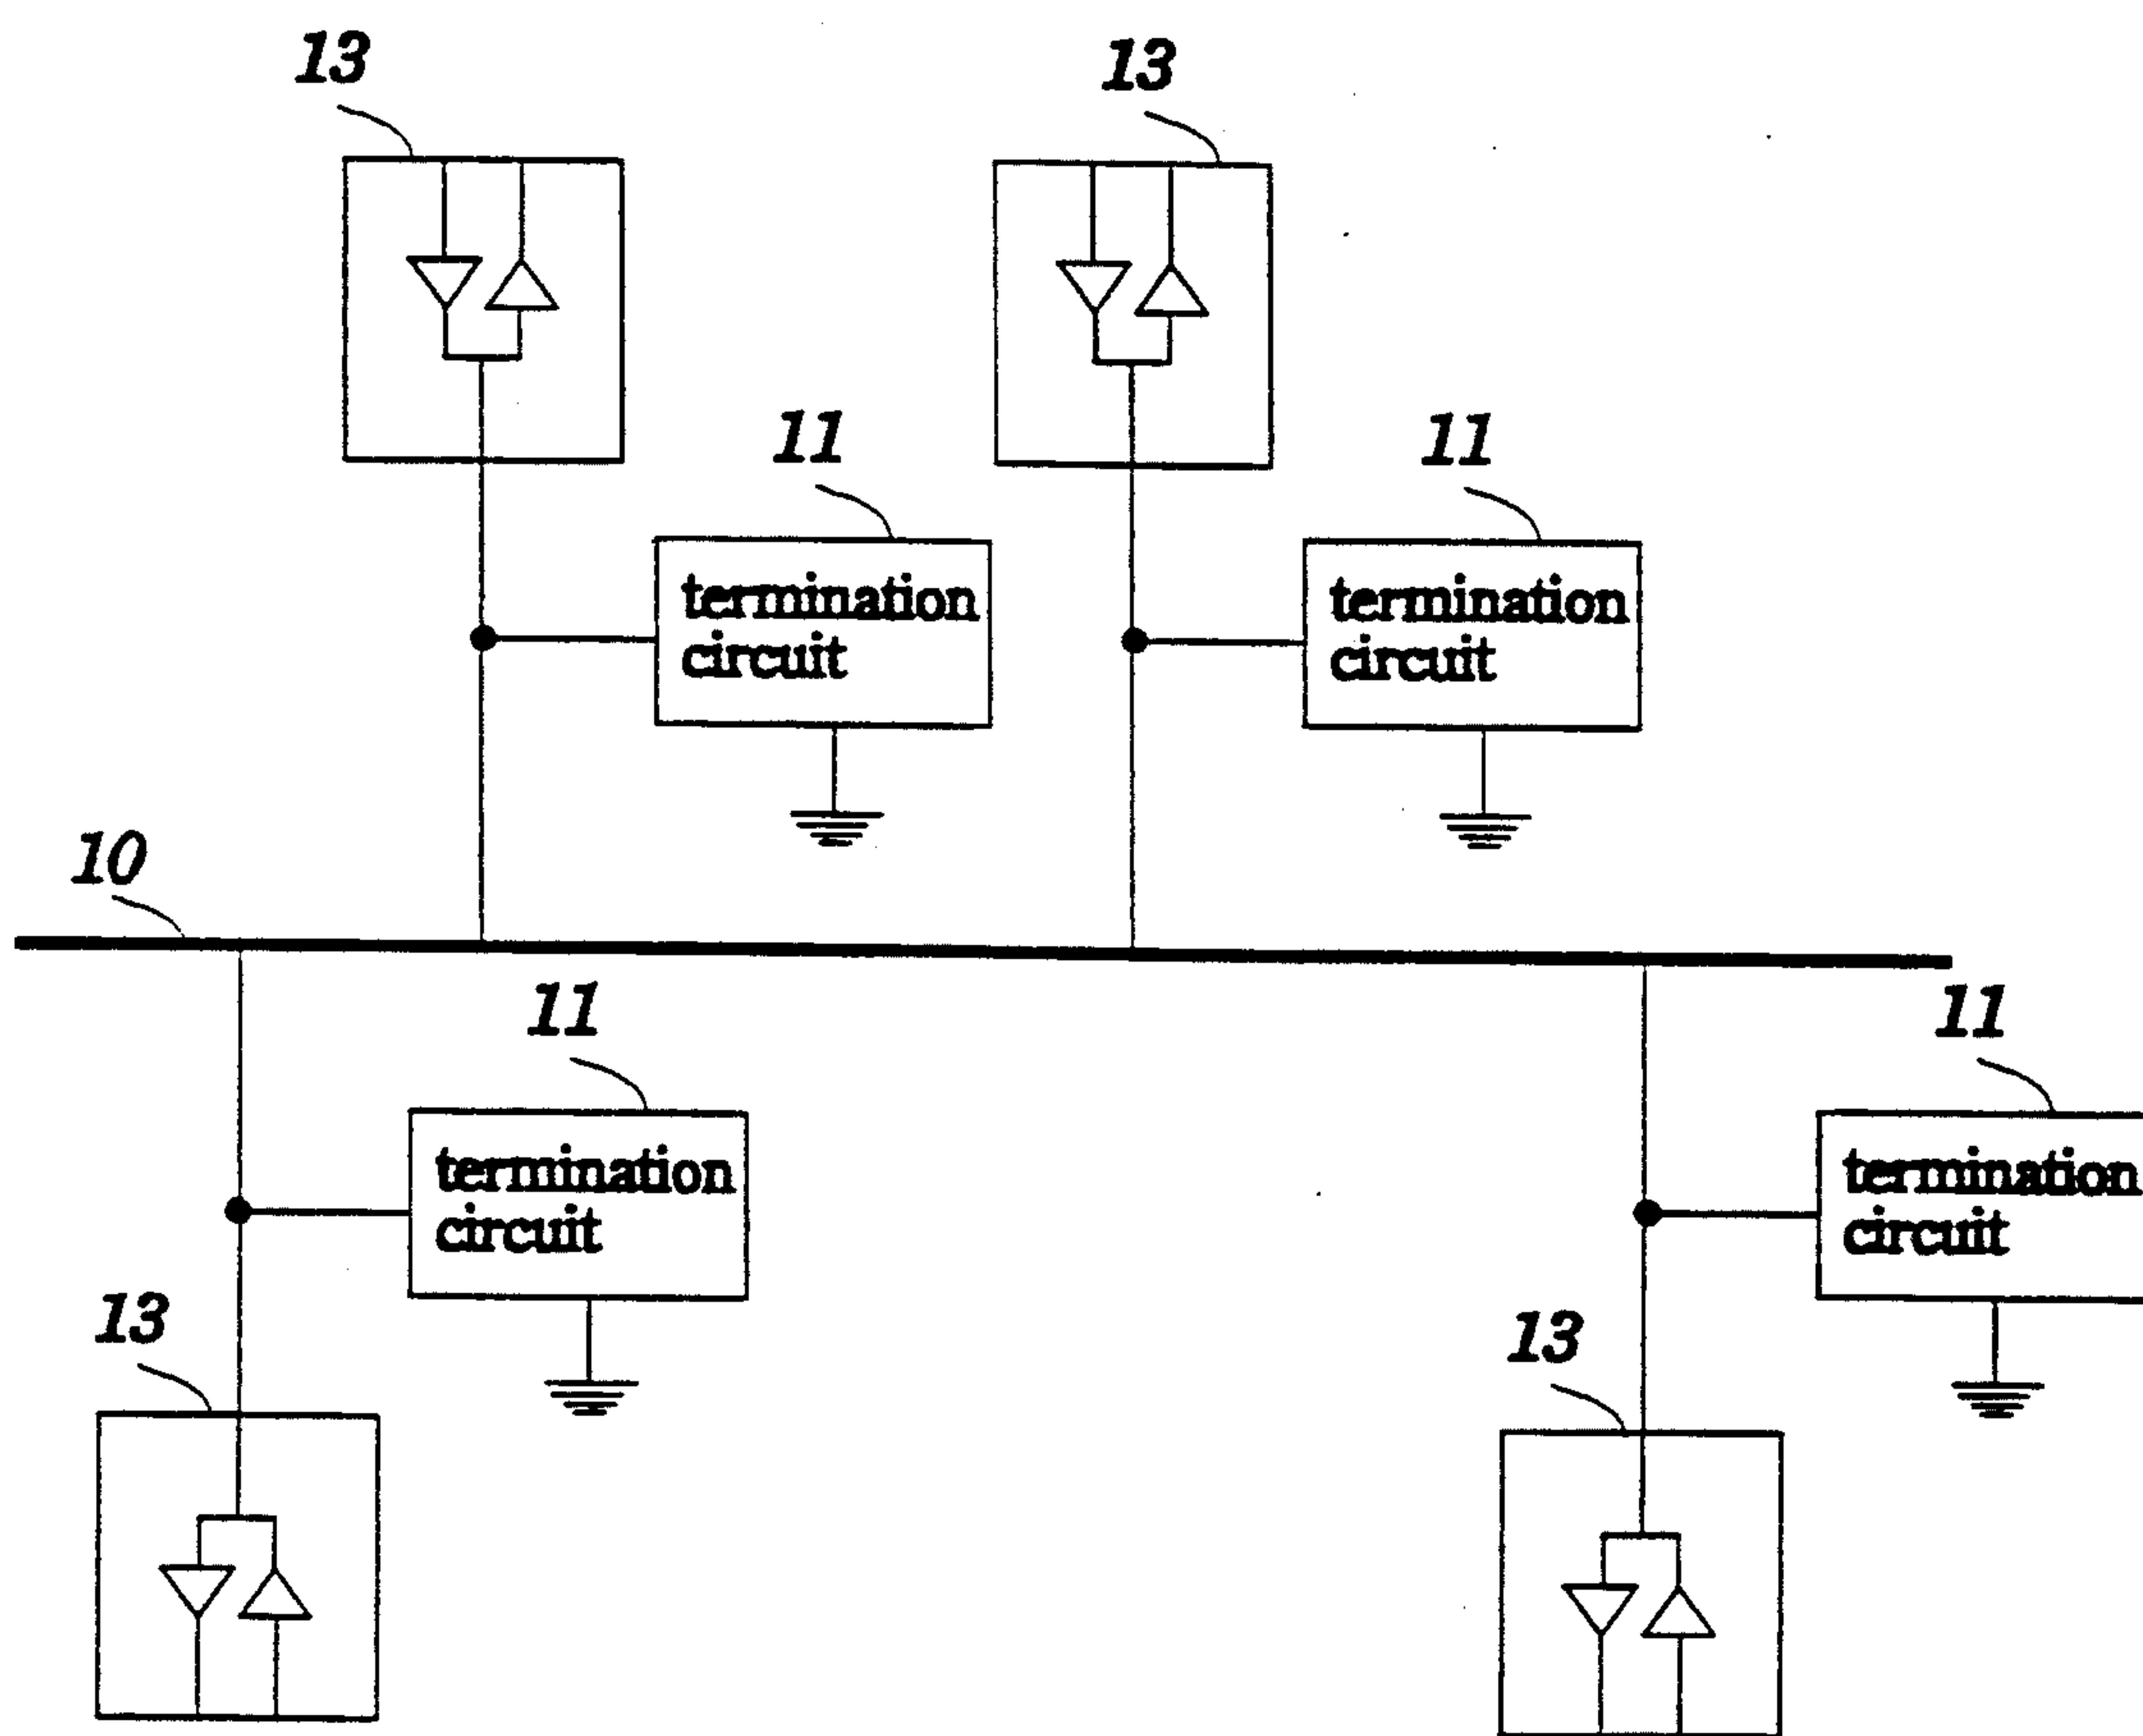 13
13
11
termination
circuit
11
termination
circuit
10
11
termination
circuit
11
termination
circuit
13
13